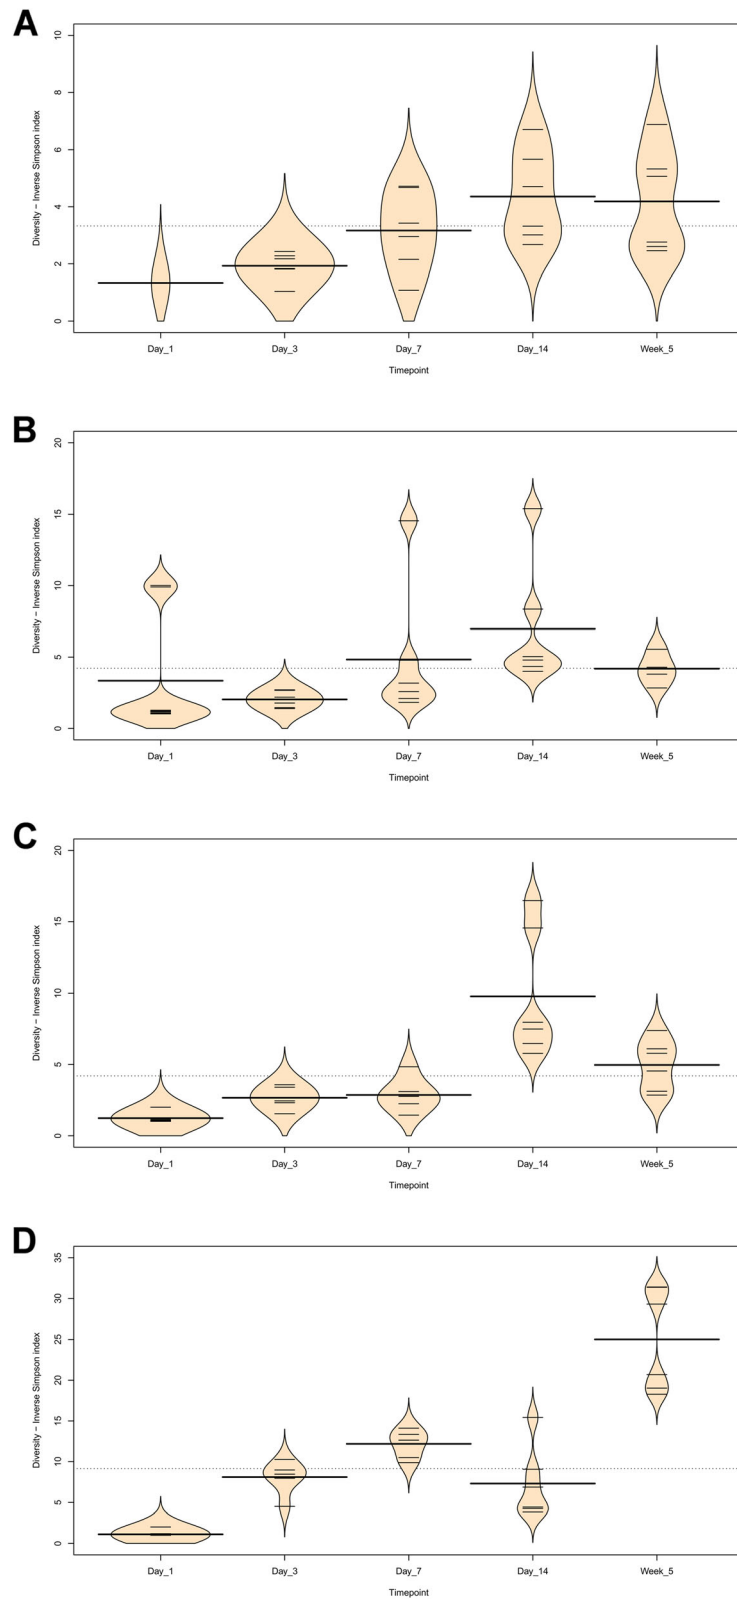 A
Diversity − Inverse Simpson index
10
8
6
4
2
0
Day_1 Day_3 Day_7 Day_14 Week_5
Timepoint
B
Diversity − Inverse Simpson index
20
15
10
5
0
Day_1 Day_3 Day_7 Day_14 Week_5
Timepoint
C
Diversity − Inverse Simpson index
20
15
10
5
0
Day_1 Day_3 Day_7 Day_14 Week_5
Timepoint
D
Diversity − Inverse Simpson index
35
30
25
20
15
10
5
0
Day_1 Day_3 Day_7 Day_14 Week_5
Timepoint